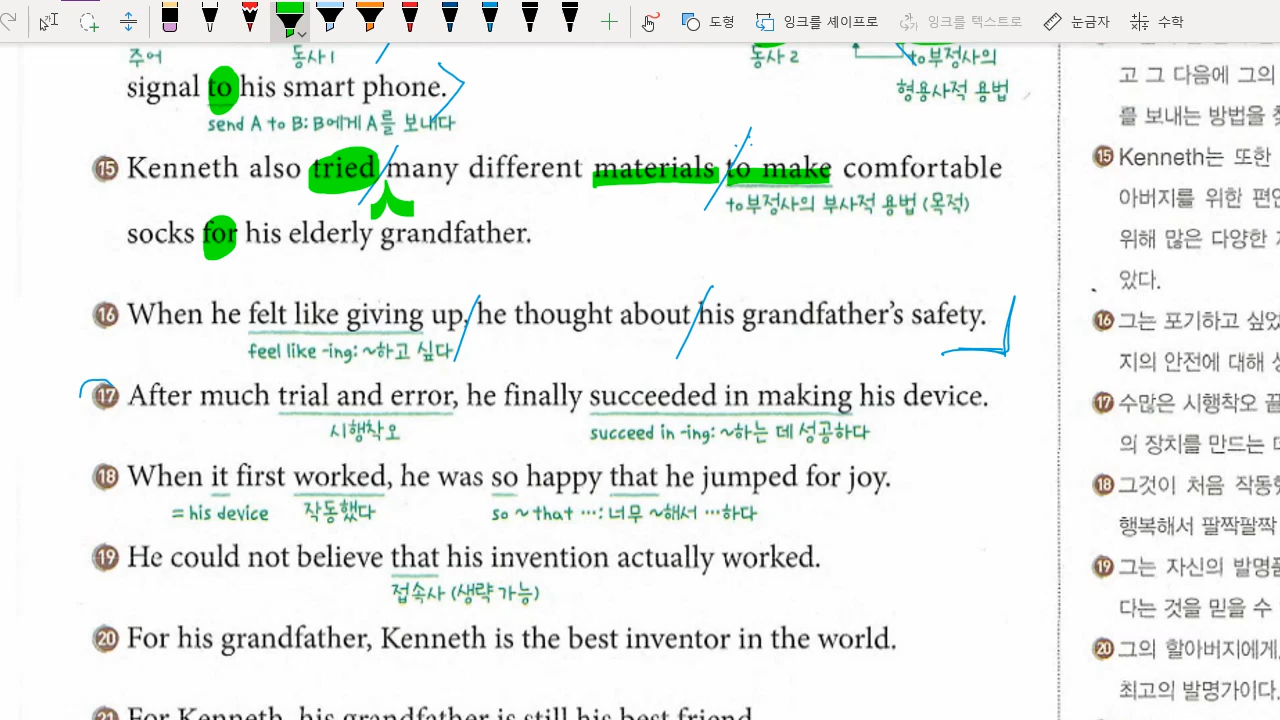 도형
잉크를 셰이프로
잉크를 텍스트로
눈금자
수학
주어 동사 1 동사 2 to부정사의
signal to his smart phone. 형용사적 용법
send A to B: B에게 A를 보내다
⑮ Kenneth also tried many different materials to make comfortable
to부정사의 부사적 용법 (목적)
socks for his elderly grandfather.
⑯ When he felt like giving up, he thought about his grandfather's safety.
feel like -ing: ~하고 싶다
⑰ After much trial and error, he finally succeeded in making his device.
시행착오 succeed in -ing: ~하는 데 성공하다
⑱ When it first worked, he was so happy that he jumped for joy.
= his device 작동했다 so ~ that …: 너무 ~해서 …하다
⑲ He could not believe that his invention actually worked.
접속사 (생략 가능)
⑳ For his grandfather, Kenneth is the best inventor in the world.
㉑ For Kenneth, his grandfather is still his best friend.
고 그 다음에 그의
를 보내는 방법을
⑮ Kenneth는 또한
아버지를 위한
위해 많은 다양한
았다.
⑯ 그는 포기하고
지의 안전에 대해
⑰ 수많은 시행착오
의 장치를 만드는
⑱ 그것이 처음
행복해서 팔짝팔짝
⑲ 그는 자신의
다는 것을 믿을 수
⑳ 그의 할아버지에게,
최고의 발명가이다.